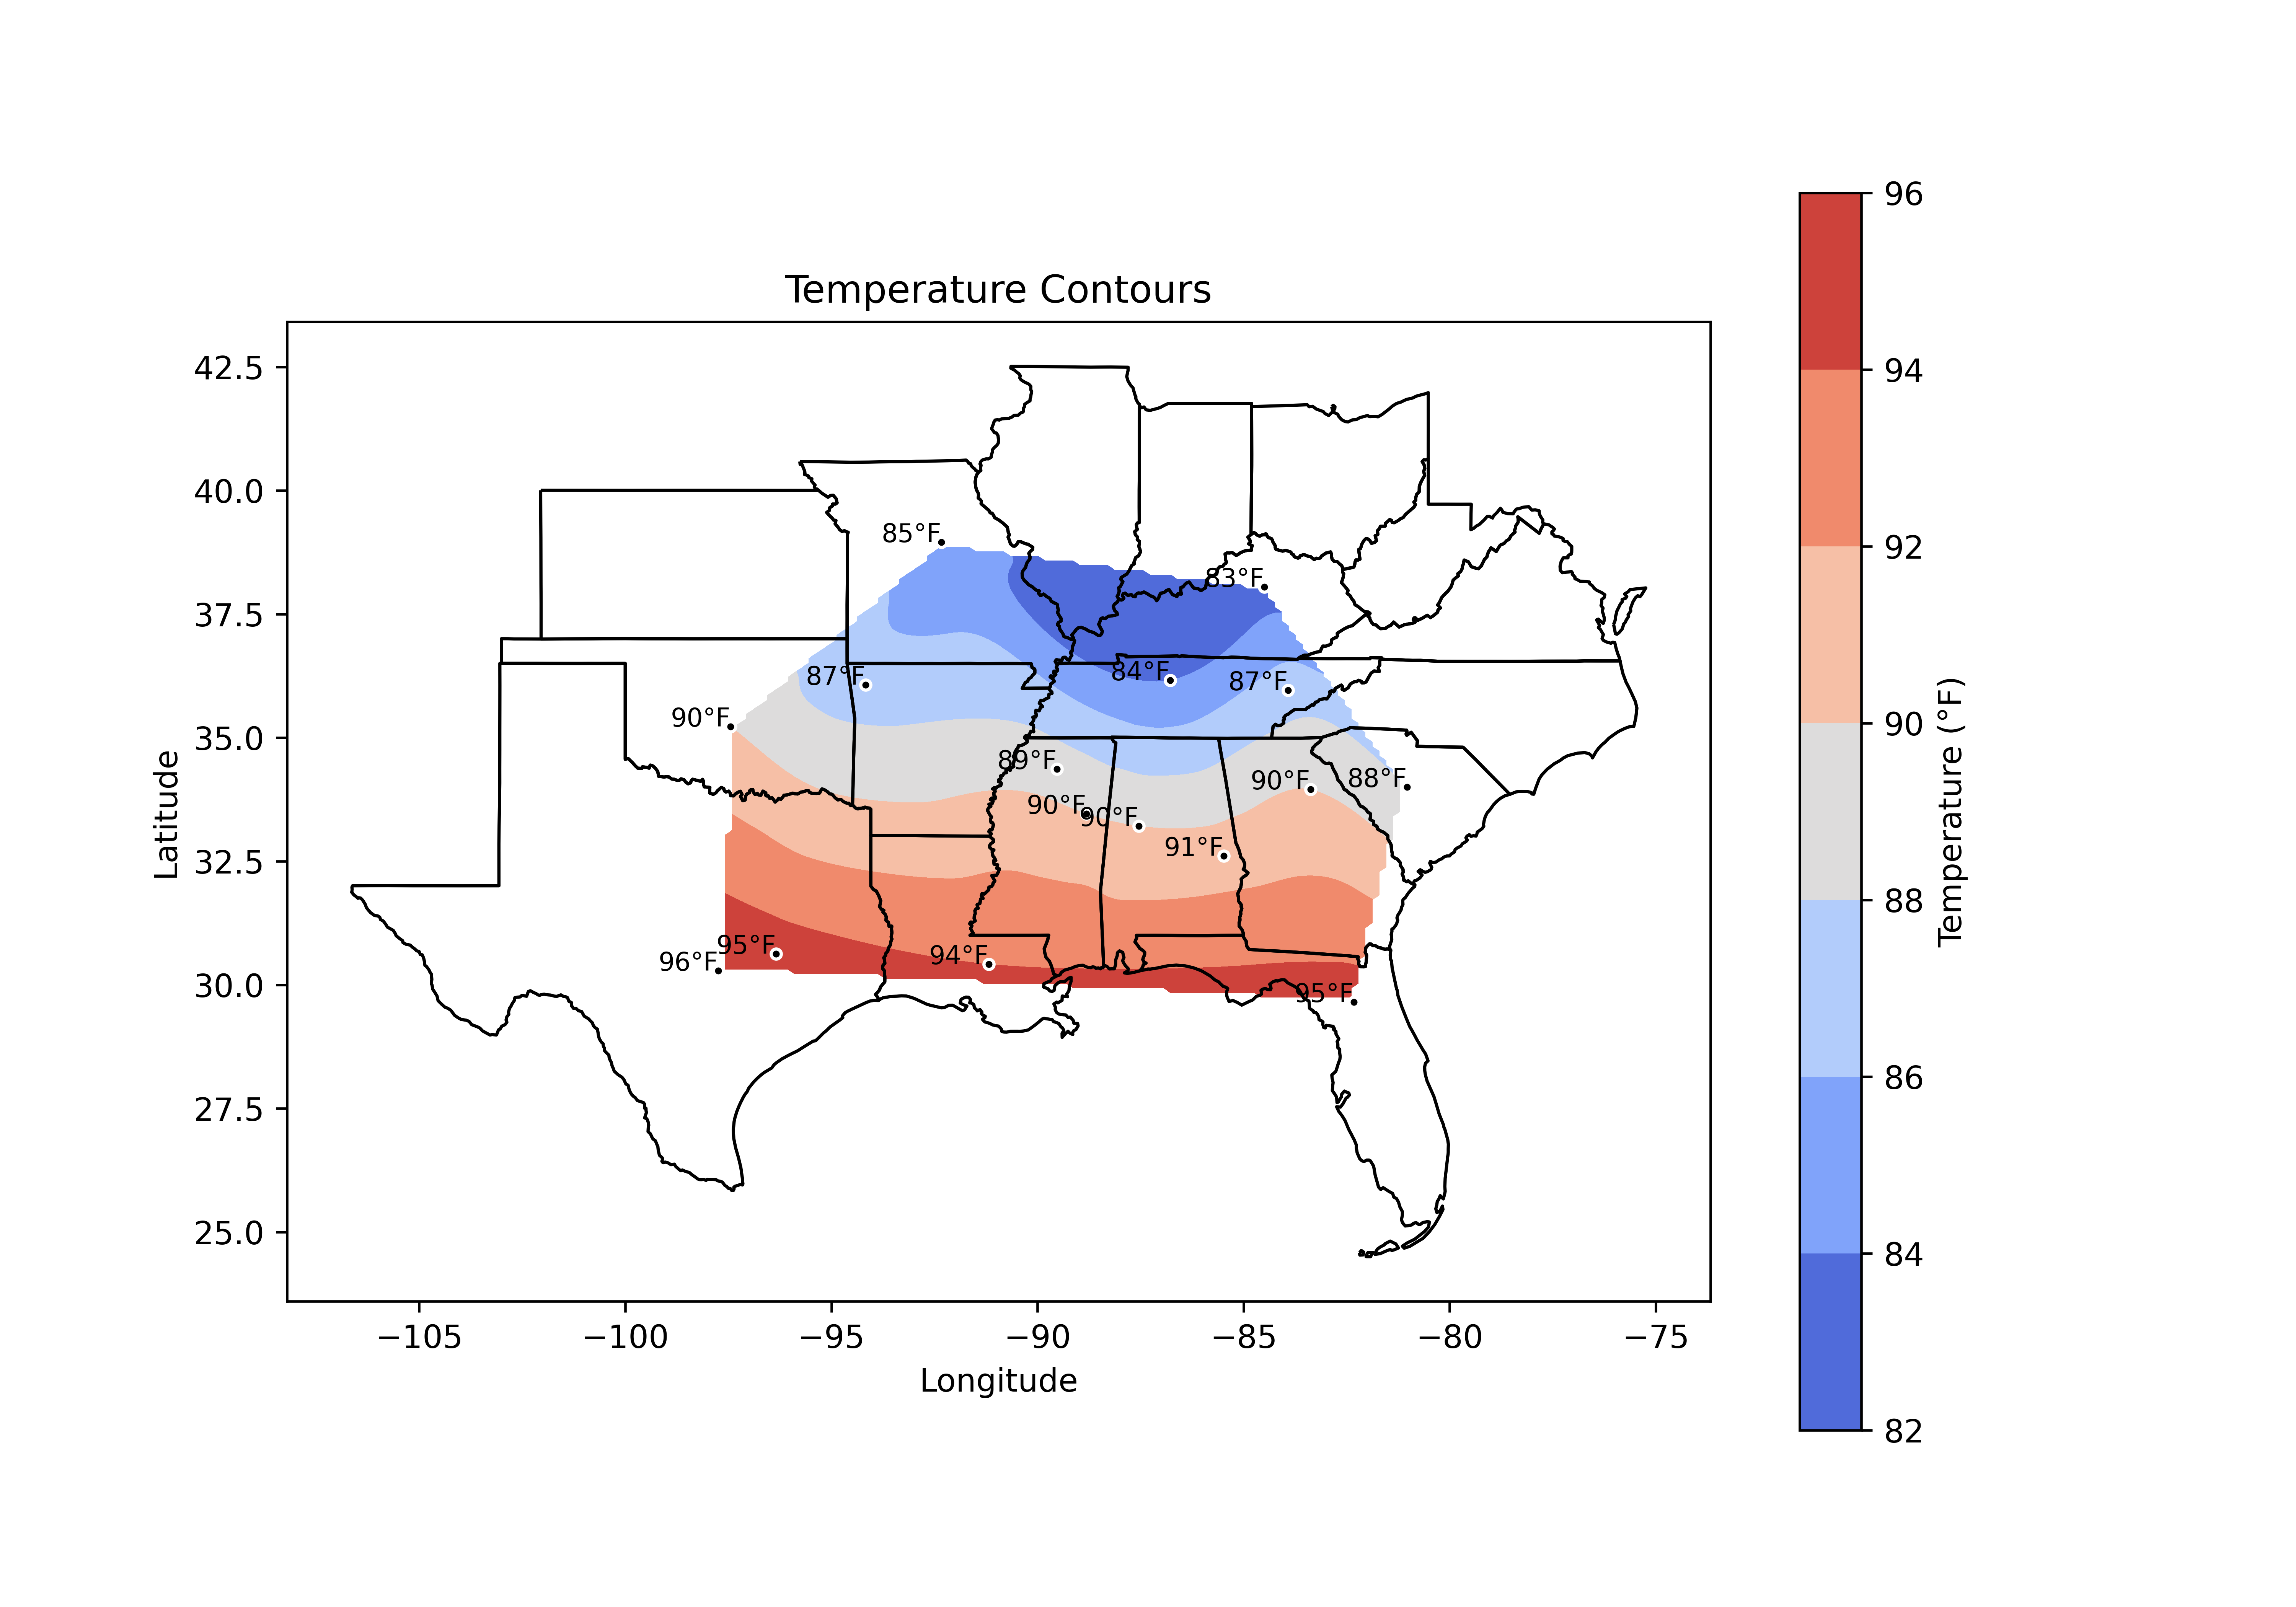 Temperature Contours
42.5
40.0
37.5
35.0
32.5
30.0
27.5
25.0
Latitude
85°F
83°F
87°F
84°F
87°F
90°F
89°F
90°F
88°F
90°F
90°F
91°F
96°F
95°F
94°F
95°F
−105
−100
−95
−90
−85
−80
−75
Longitude
96
94
92
90
88
86
84
82
Temperature (°F)